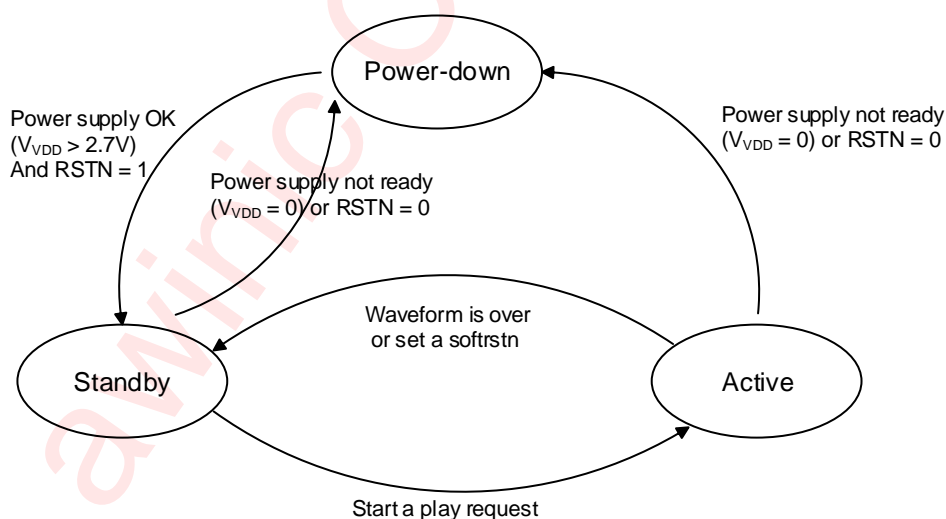 Power-down
Power supply OK
(VVDD > 2.7V)
And RSTN = 1
Power supply not ready
(VVDD = 0) or RSTN = 0
Power supply not ready
(VVDD = 0) or RSTN = 0
Waveform is over
or set a softrstn
Standby
Active
Start a play request
awinic